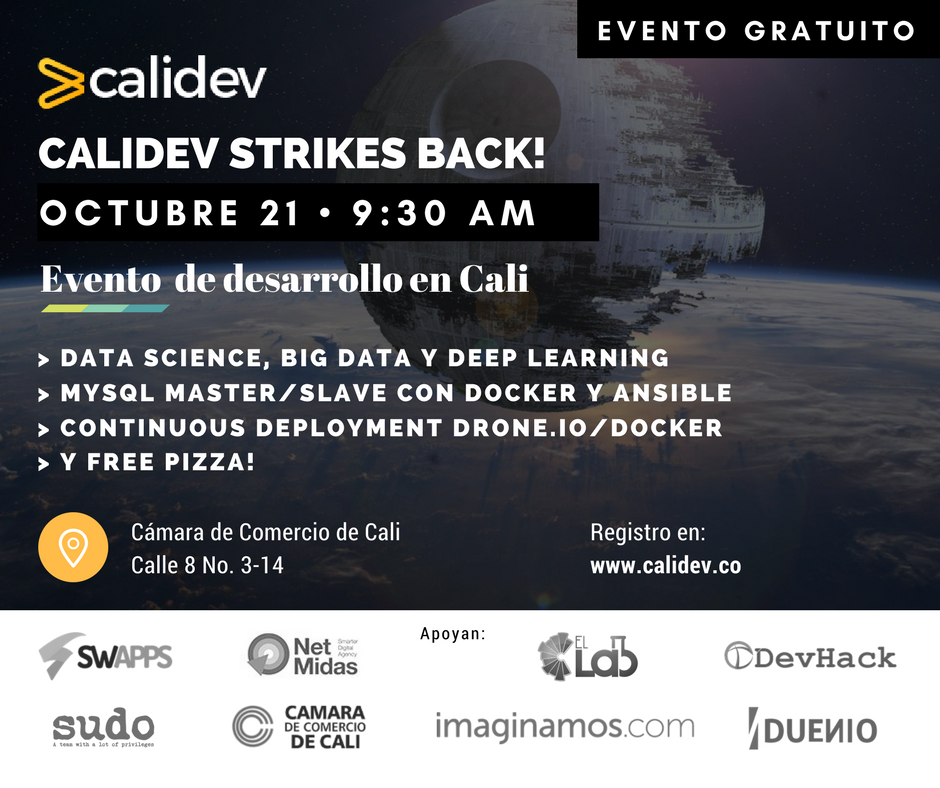 EVENTO GRATUITO
calidev
CALIDEV STRIKES BACK!
OCTUBRE 21 • 9:30 AM
Evento de desarrollo en Cali
> DATA SCIENCE, BIG DATA Y DEEP LEARNING
> MYSQL MASTER/SLAVE CON DOCKER Y ANSIBLE
> CONTINUOUS DEPLOYMENT DRONE.IO/DOCKER
> Y FREE PIZZA!
Cámara de Comercio de Cali
Calle 8 No. 3-14
Registro en:
www.calidev.co
Apoyan:
SWAPPS
Net
Midas
Smarter
Digital
Agency
EL
Lab
DevHack
sudo
A team with a lot of privileges
CAMARA
DE COMERCIO
DE CALI
imaginamos.com
DUENIO